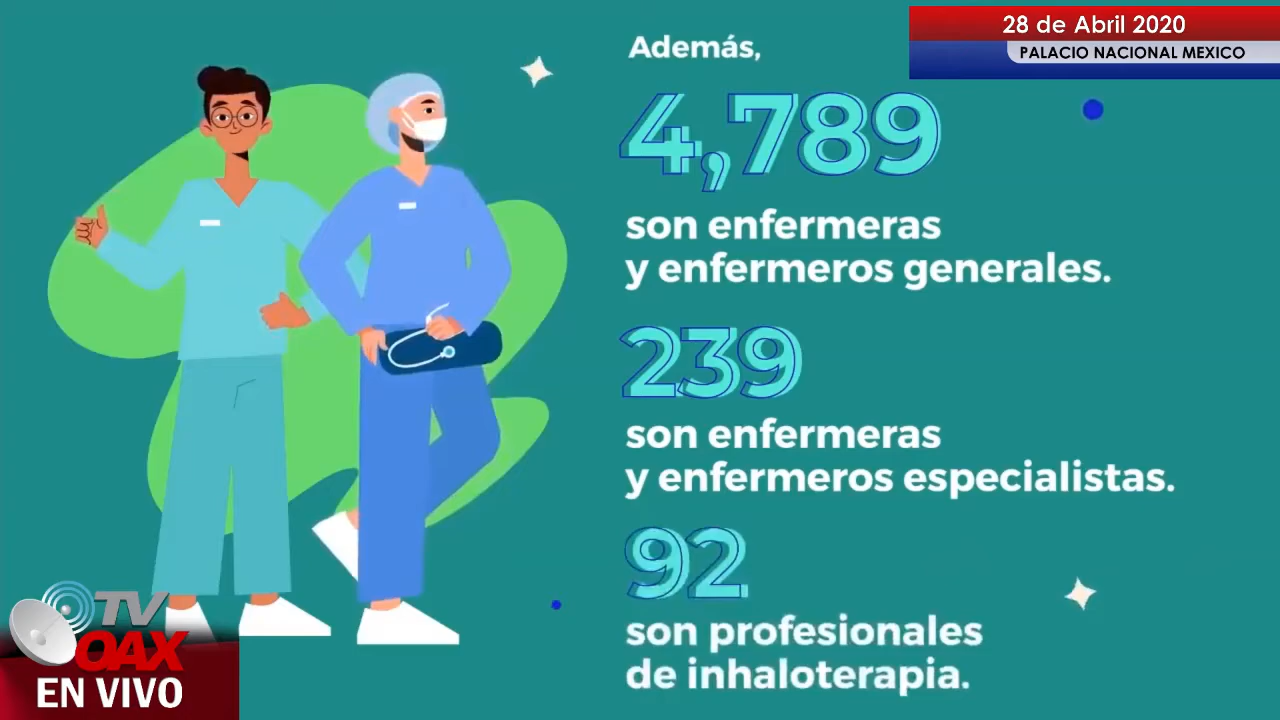 28 de Abril 2020
PALACIO NACIONAL MEXICO
Además,
4,789
son enfermeras
y enfermeros generales.
239
son enfermeras
y enfermeros especialistas.
92
son profesionales
de inhaloterapia.
TV
OAX
EN VIVO